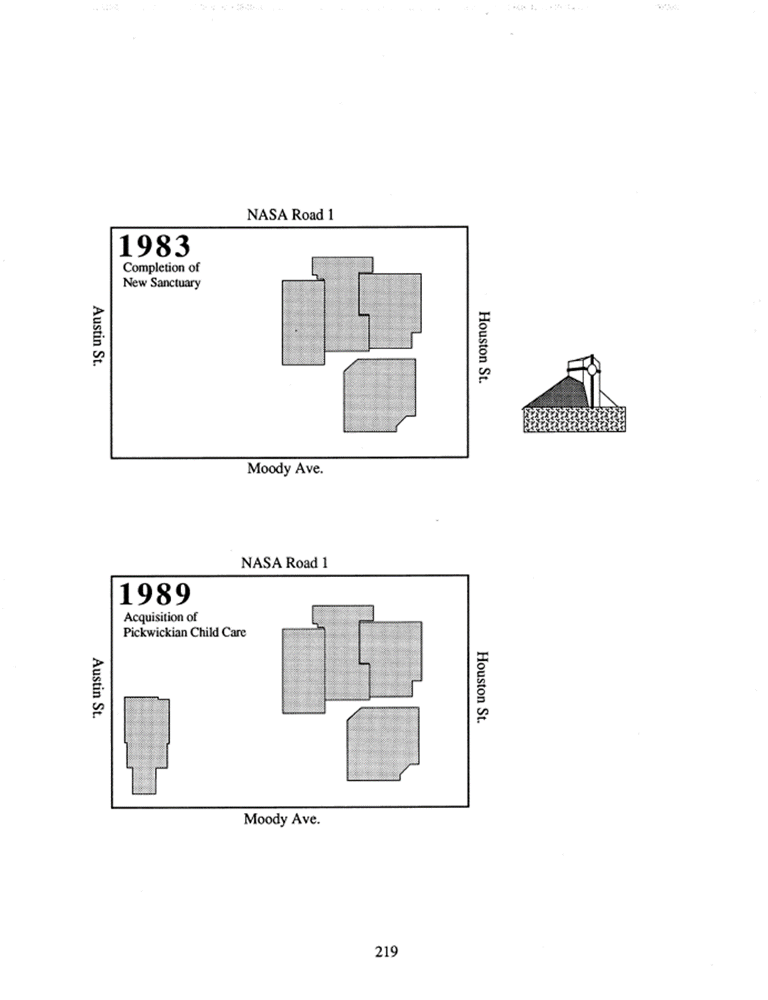 NASA Road 1
1983
Completion of
New Sanctuary
Austin St.
Houston St.
Moody Ave.
NASA Road 1
1989
Acquisition of
Pickwickian Child Care
Austin St.
Houston St.
Moody Ave.
219